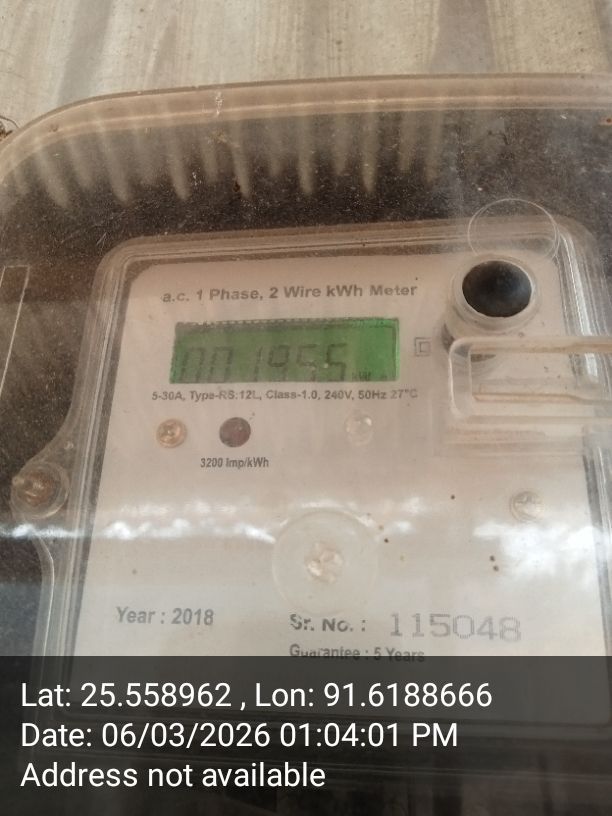 a.c. 1 Phase, 2 Wire kWh Meter
001955
5-30A, Type-RS:12L, Class-1.0, 240V, 50Hz 27°C
3200 Imp/kWh
Year : 2018
Sr. No. : 115048
Guarantee : 5 Years
Lat: 25.558962 , Lon: 91.6188666
Date: 06/03/2026 01:04:01 PM
Address not available